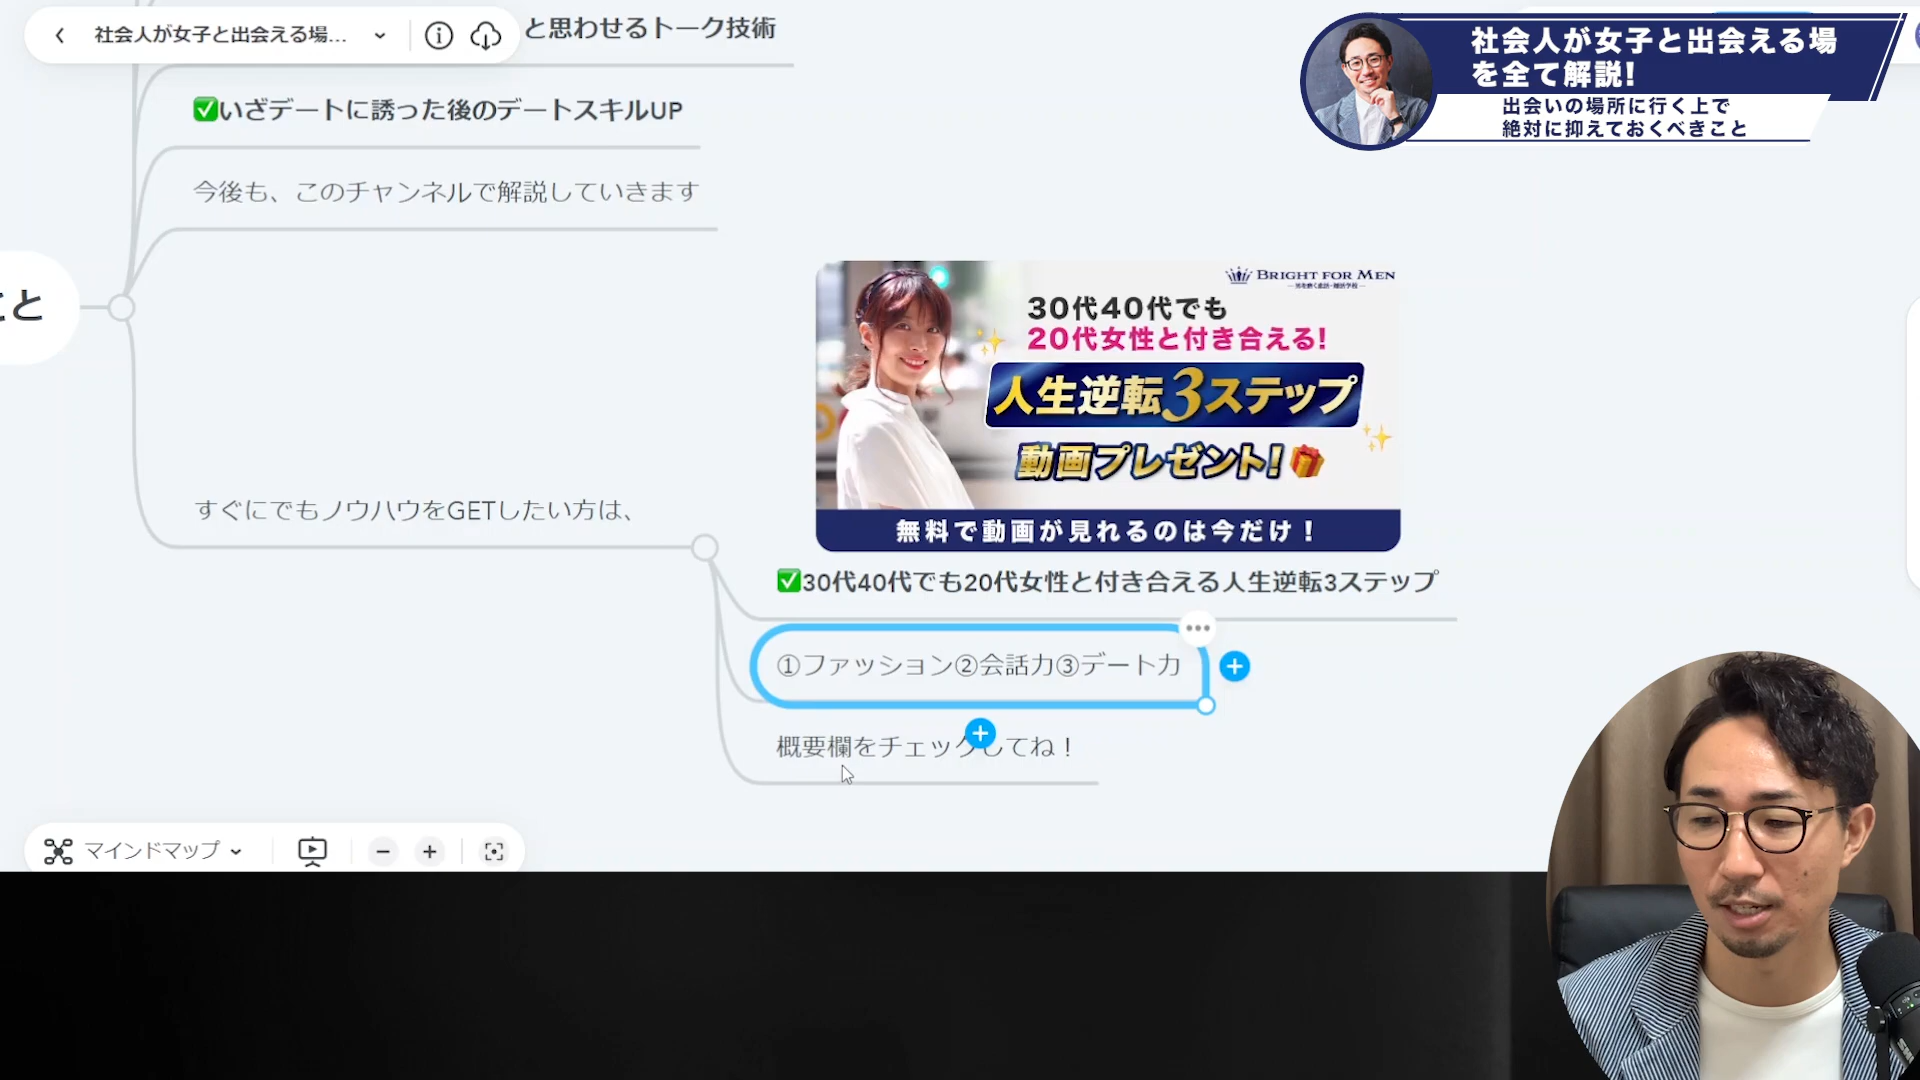 社会人が女子と出会える場...
と思わせるトーク技術
社会人が女子と出会える場
を全て解説!
出会いの場所に行く上で
絶対に抑えておくべきこと
✅いざデートに誘った後のデートスキルUP
今後も、このチャンネルで解説していきます
こと
BRIGHT FOR MEN
30代40代でも
20代女性と付き合える!
人生逆転3ステップ
動画プレゼント!
無料で動画が見れるのは今だけ！
すぐにでもノウハウをGETしたい方は、
✅30代40代でも20代女性と付き合える人生逆転3ステップ
①ファッション②会話力③デート力
概要欄をチェックしてね！
マインドマップ